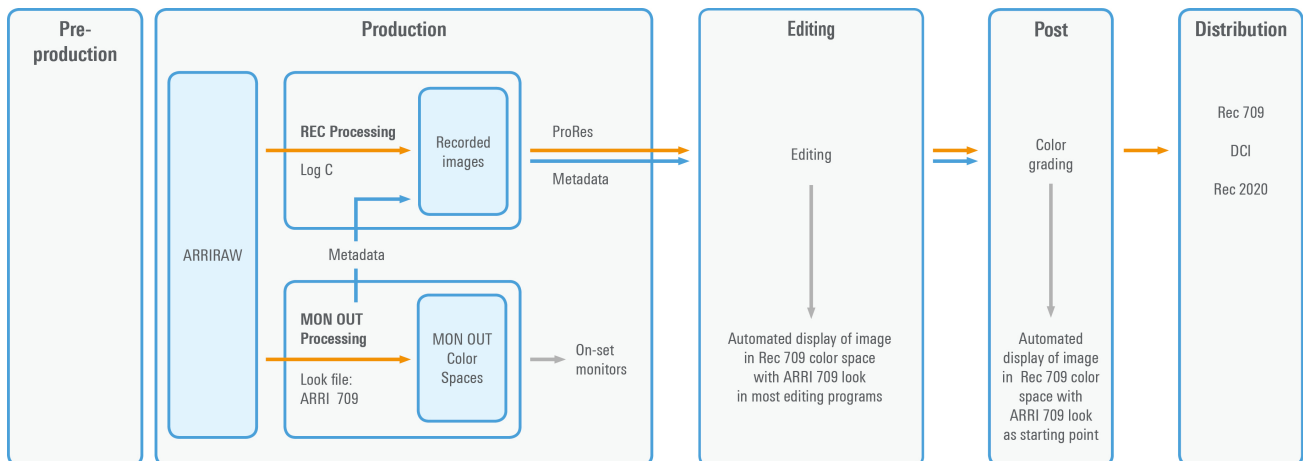 Pre-
production
Production
ARRIRAW
REC Processing
Log C
Recorded
images
ProRes
Metadata
Metadata
MON OUT
Processing
Look file:
ARRI 709
MON OUT
Color
Spaces
On-set
monitors
Editing
Editing
Automated display of image
in Rec 709 color space
with ARRI 709 look
in most editing programs
Post
Color
grading
Automated
display of image
in Rec 709 color
space with
ARRI 709 look
as starting point
Distribution
Rec 709
DCI
Rec 2020